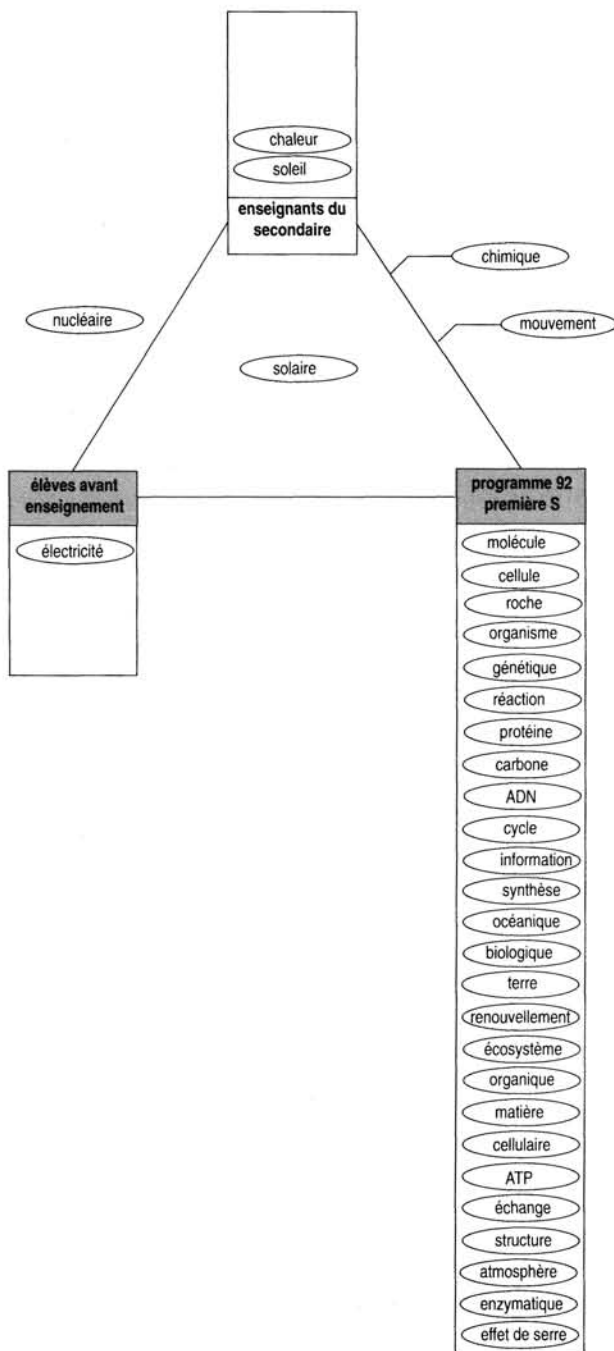 chaleur
soleil
enseignants du
secondaire
chimique
nucléaire
mouvement
solaire
élèves avant
enseignement
électricité
programme 92
première S
molécule
cellule
roche
organisme
génétique
réaction
protéine
carbone
ADN
cycle
information
synthèse
océanique
biologique
terre
renouvellement
écosystème
organique
matière
cellulaire
ATP
échange
structure
atmosphère
enzymatique
effet de serre